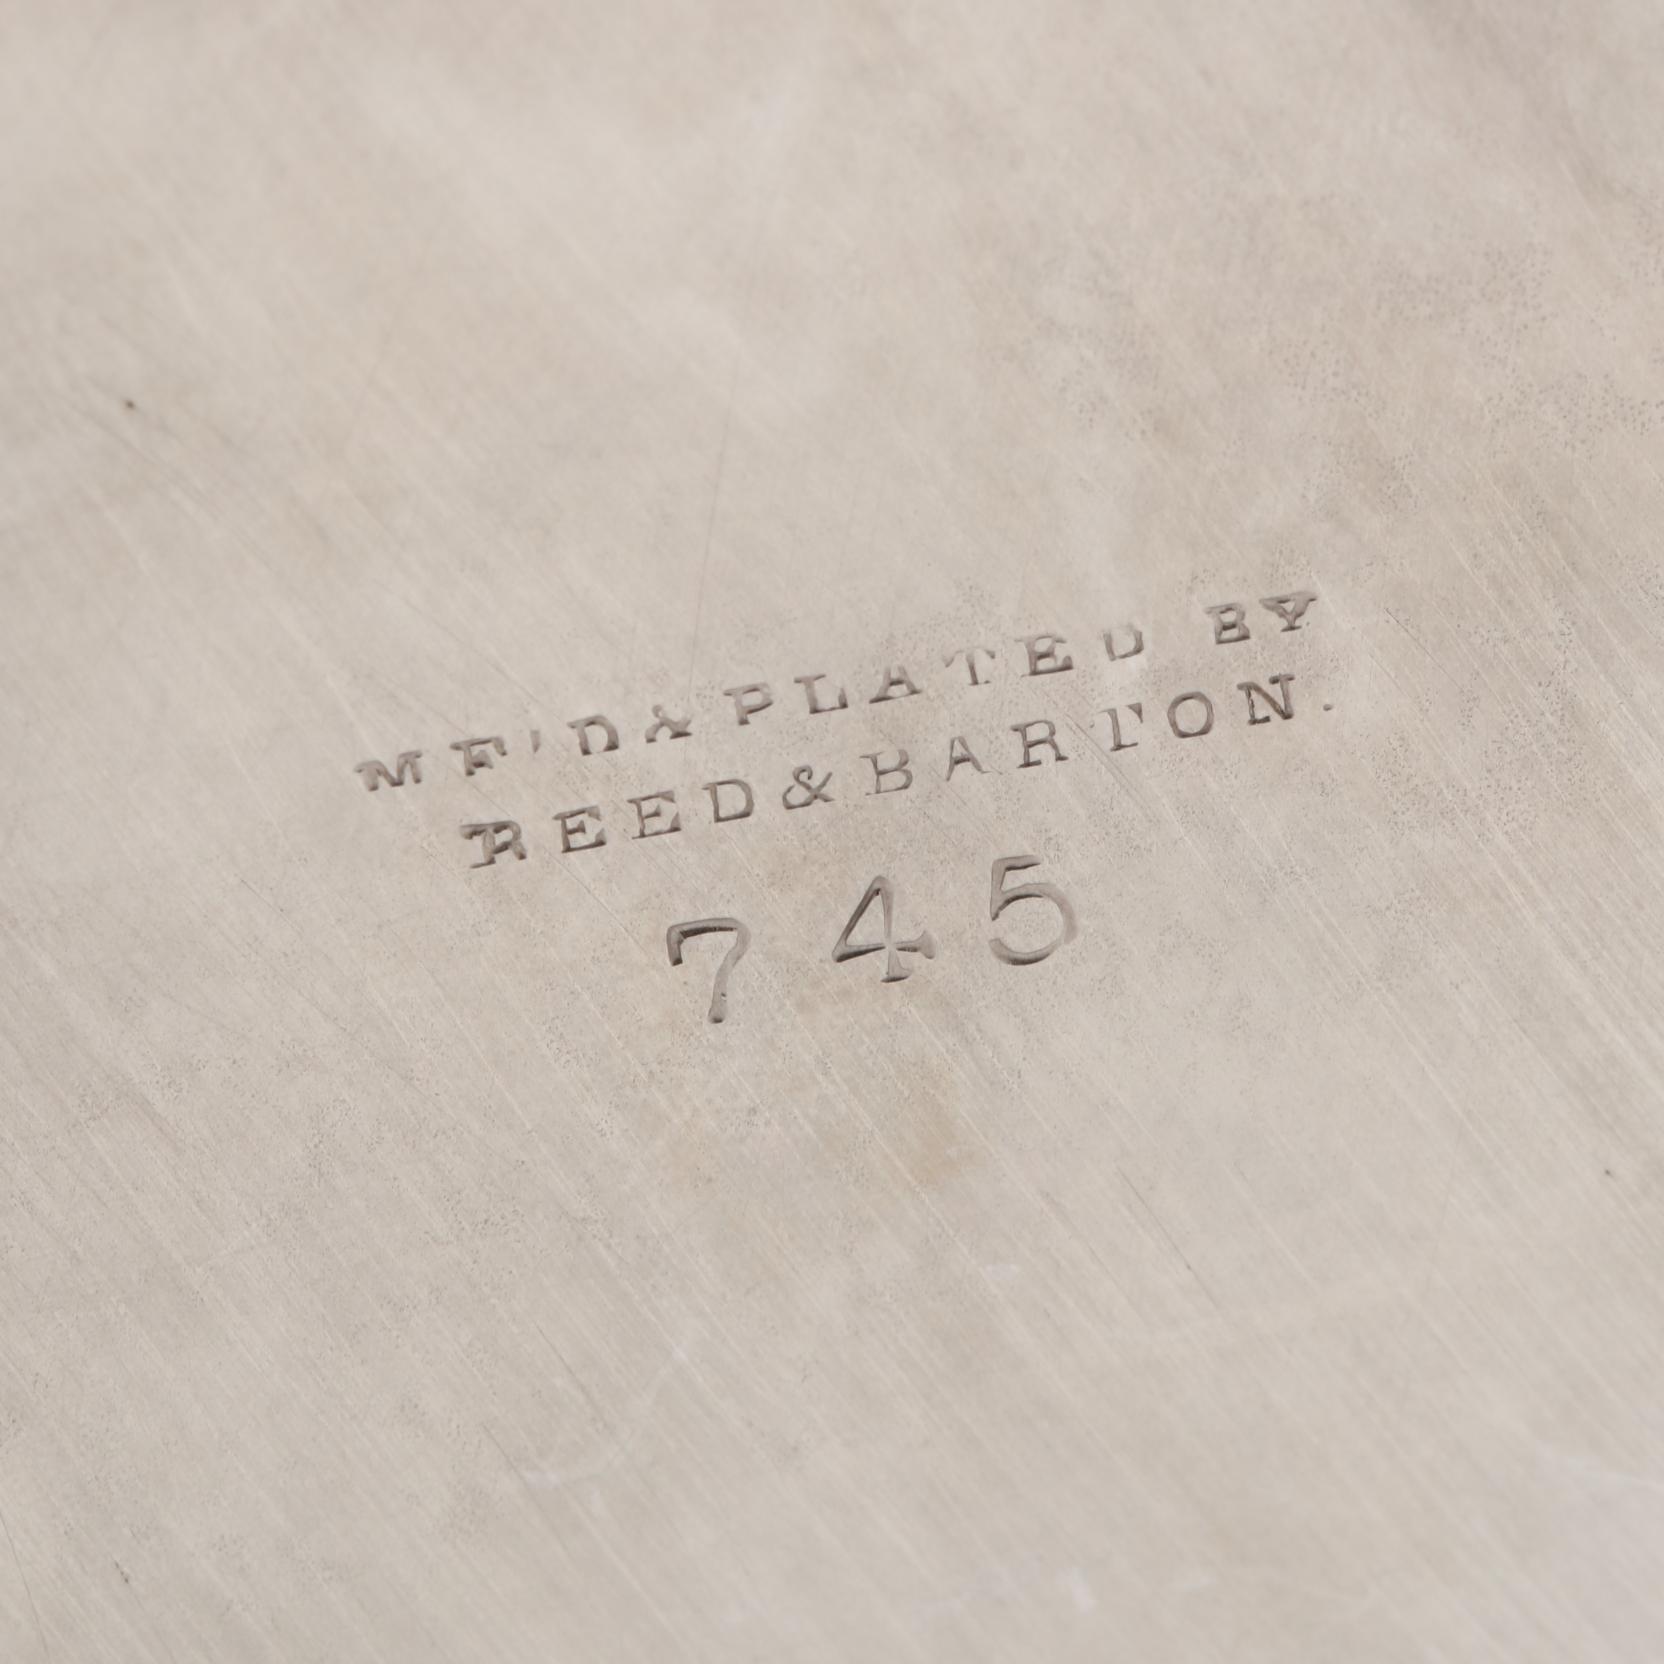 MF'D & PLATED BY
REED & BARTON.
745